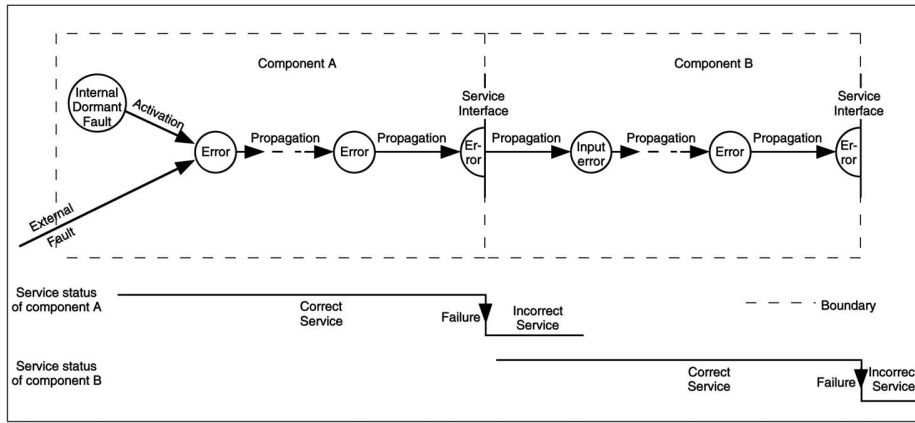 Component A
Component B
Internal
Dormant
Fault
Activation
Service
Interface
Service
Interface
Error
Propagation
Error
Propagation
Er-
ror
Propagation
Input
error
Propagation
Error
Propagation
Er-
ror
External
Fault
Service status
of component A
Correct
Service
Failure
Incorrect
Service
Boundary
Service status
of component B
Correct
Service
Failure
Incorrect
Service